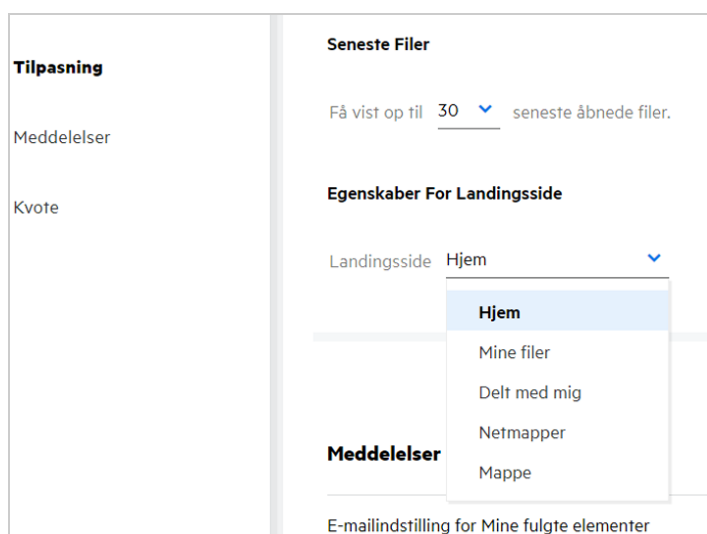 Tilpasning
Meddelelser
Kvote
Seneste Filer
Få vist op til 30 seneste åbnede filer.
Egenskaber For Landingsside
Landingsside Hjem
Hjem
Mine filer
Delt med mig
Netmapper
Mappe
Meddelelser
E-mailindstilling for Mine fulgte elementer